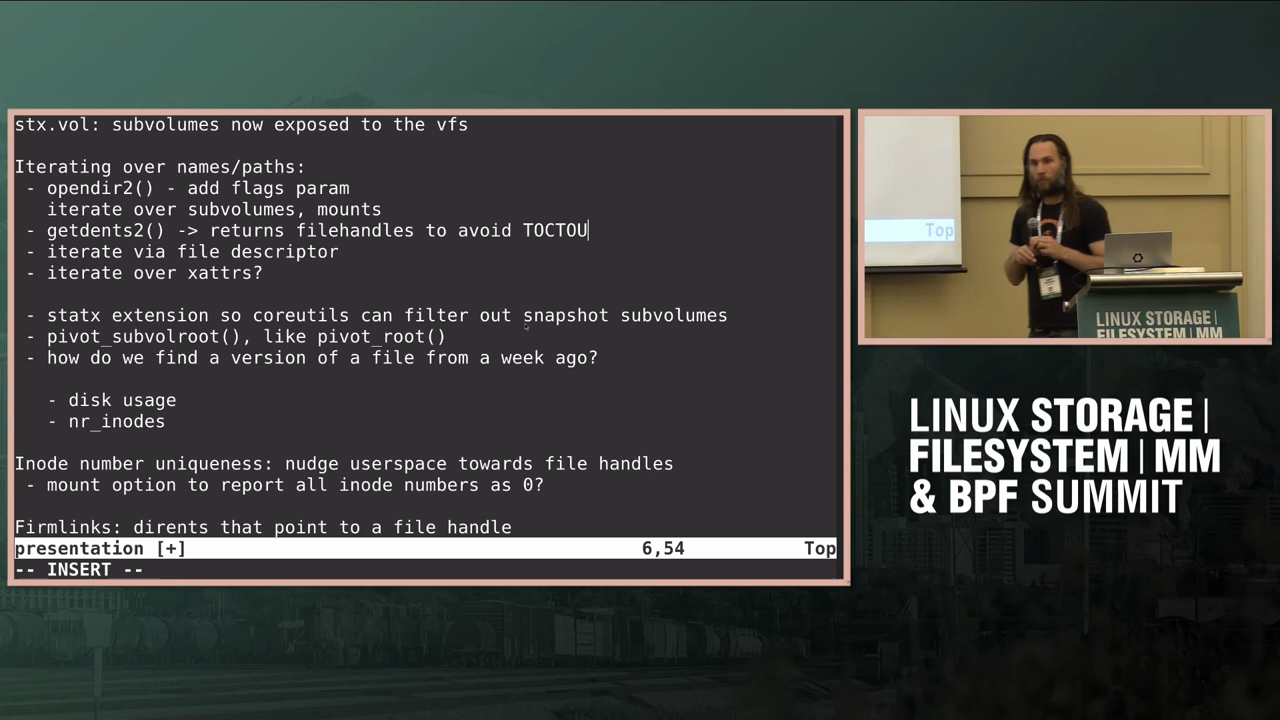 stx.vol: subvolumes now exposed to the vfs
Iterating over names/paths:
- opendir2() - add flags param
iterate over subvolumes, mounts
- getdents2() -> returns filehandles to avoid TOCTOU
- iterate via file descriptor
- iterate over xattrs?
- statx extension so coreutils can filter out snapshot subvolumes
- pivot_subvolroot(), like pivot_root()
- how do we find a version of a file from a week ago?
- disk usage
- nr_inodes
Inode number uniqueness: nudge userspace towards file handles
- mount option to report all inode numbers as 0?
Firmlinks: dirents that point to a file handle
presentation [+] 6,54 Top
-- INSERT --
Top
LINUX STORAGE |
FILESYSTEM | MM
LINUX STORAGE |
FILESYSTEM | MM
& BPF SUMMIT